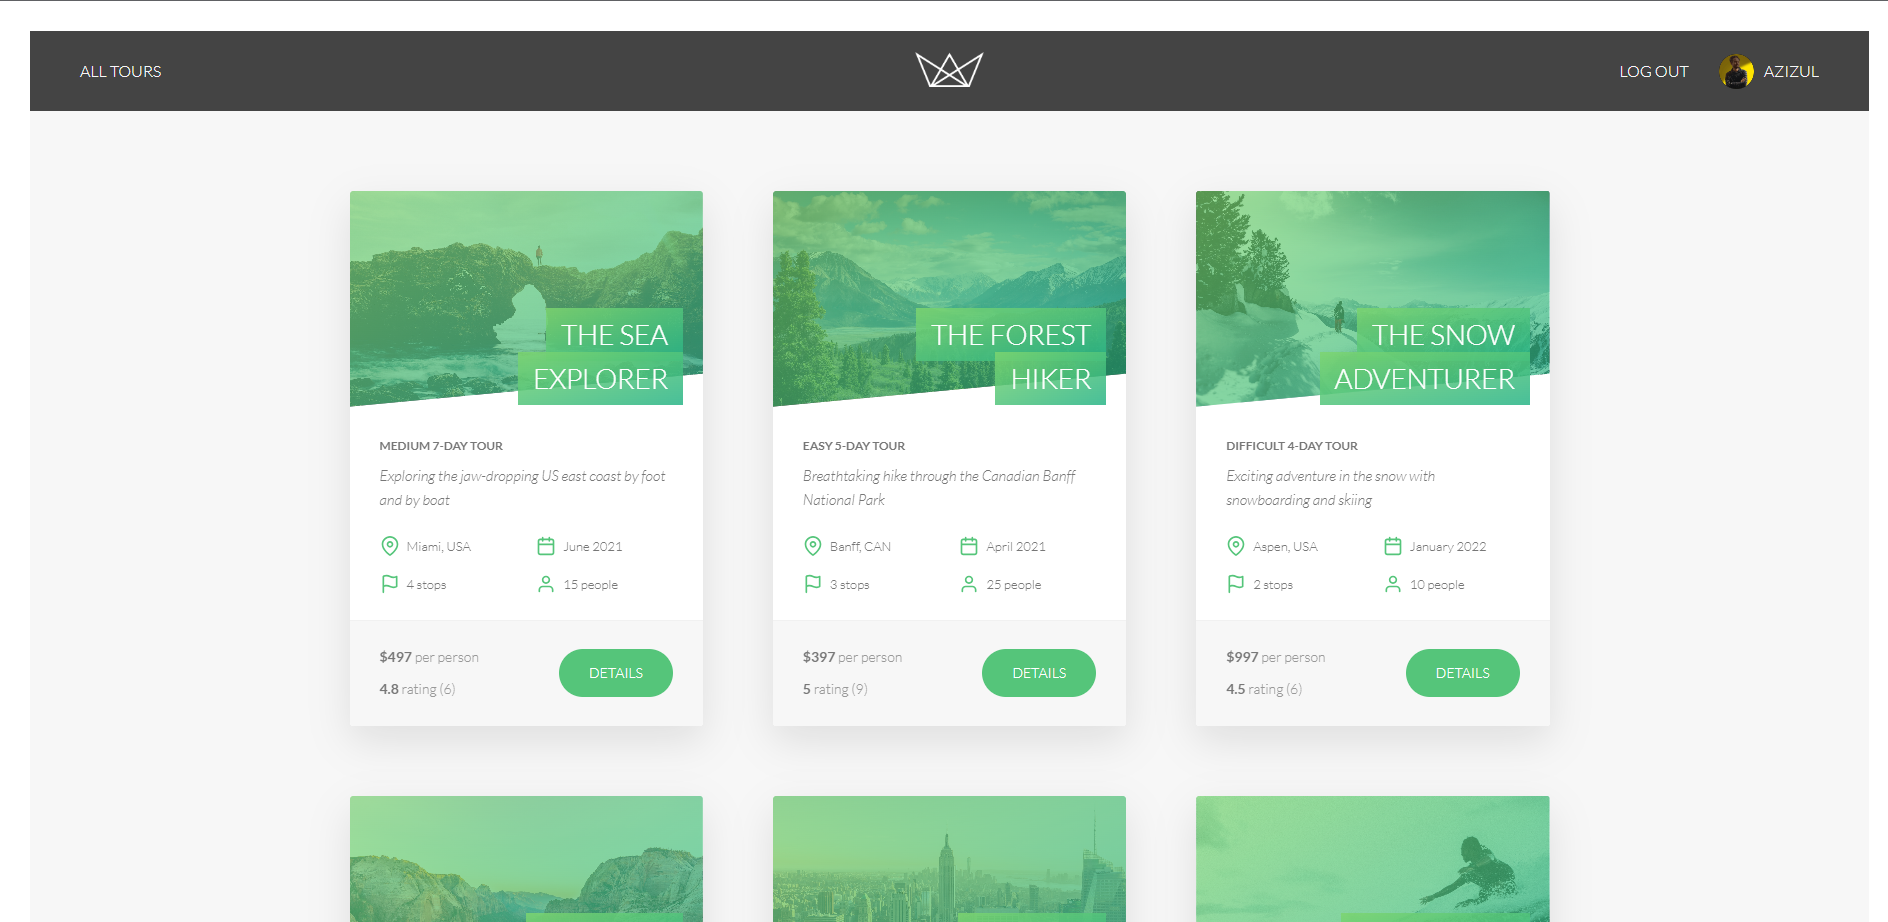 ALL TOURS
LOG OUT
AZIZUL
THE SEA
EXPLORER
MEDIUM 7-DAY TOUR
Exploring the jaw-dropping US east coast by foot
and by boat
Miami, USA
June 2021
4 stops
15 people
$497 per person
4.8 rating (6)
DETAILS
THE FOREST
HIKER
EASY 5-DAY TOUR
Breathtaking hike through the Canadian Banff
National Park
Banff, CAN
April 2021
3 stops
25 people
$397 per person
5 rating (9)
DETAILS
THE SNOW
ADVENTURER
DIFFICULT 4-DAY TOUR
Exciting adventure in the snow with
snowboarding and skiing
Aspen, USA
January 2022
2 stops
10 people
$997 per person
4.5 rating (6)
DETAILS